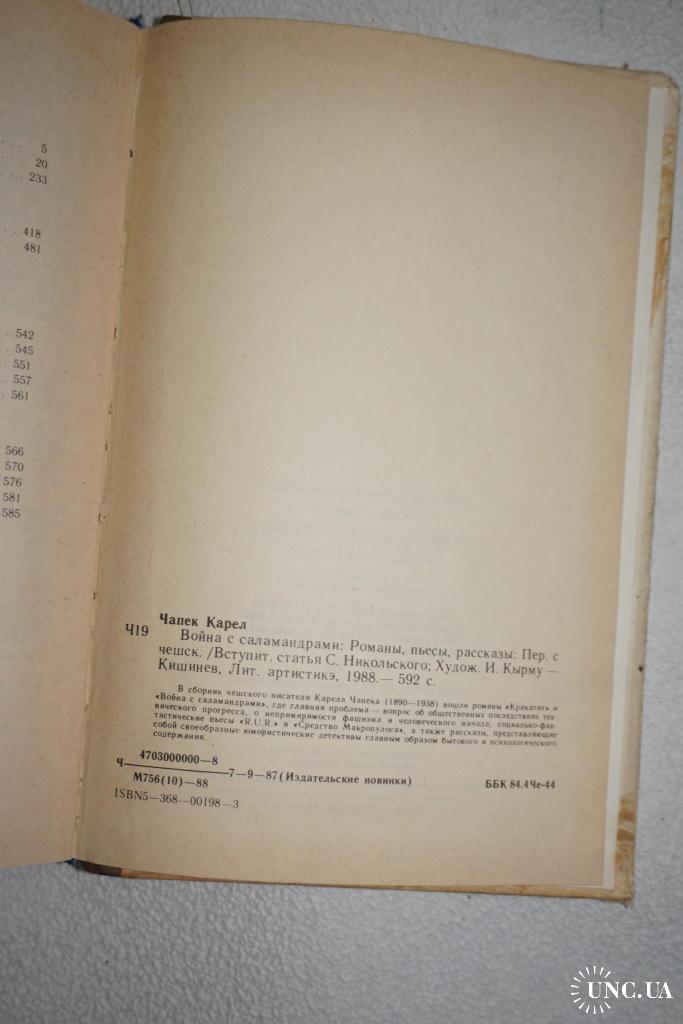 5
20
233
418
481
542
545
551
557
561
566
570
576
581
585
Чапек Карел
Ч19
Война с саламандрами: Романы, пьесы, рассказы: Пер. с
чешск. /Вступит. статья С. Никольского; Худож. И. Кырму —
Кишинев, Лит. артистикэ, 1988.— 592 с.
В сборник чешского писателя Карела Чапека (1890—1938) вошли романы «Кракатит» и
«Война с саламандрами», где главная проблема — вопрос об общественных последствиях тех-
нического прогресса, о непримиримости фашизма и человеческого начала; социально-фан-
тастические пьесы «R.U.R.» и «Средство Макропулоса», а также рассказы, представляющие
собой своеобразные юмористические детективы главным образом бытового и психологического
содержания.
4703000000—8
Ч
7—9—87 (Издательские новинки)
М756(10)—88
ББК 84.4Че-44
ISBN5—368—00198—3
UNC.UA